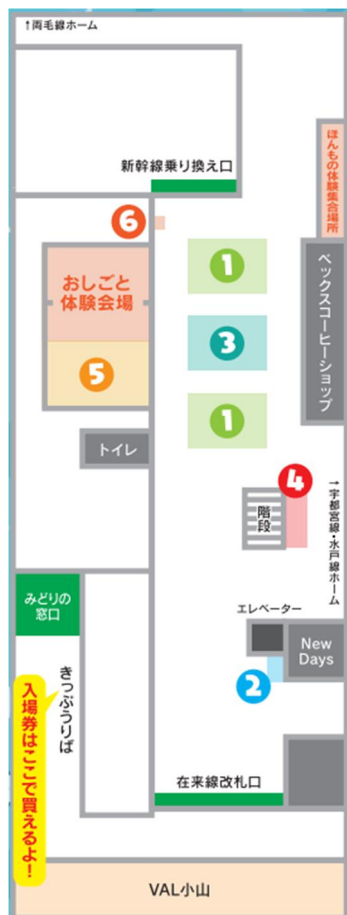 ↑両毛線ホーム
新幹線乗り換え口
ほんもの体験集合場所
6
おしごと
体験会場
1
ベックスコーヒーショップ
3
5
1
トイレ
4
階段
→宇都宮線・水戸線ホーム
みどりの
窓口
エレベーター
New
Days
2
きっぷうりば
入場券はここで買えるよ!
在来線改札口
VAL小山